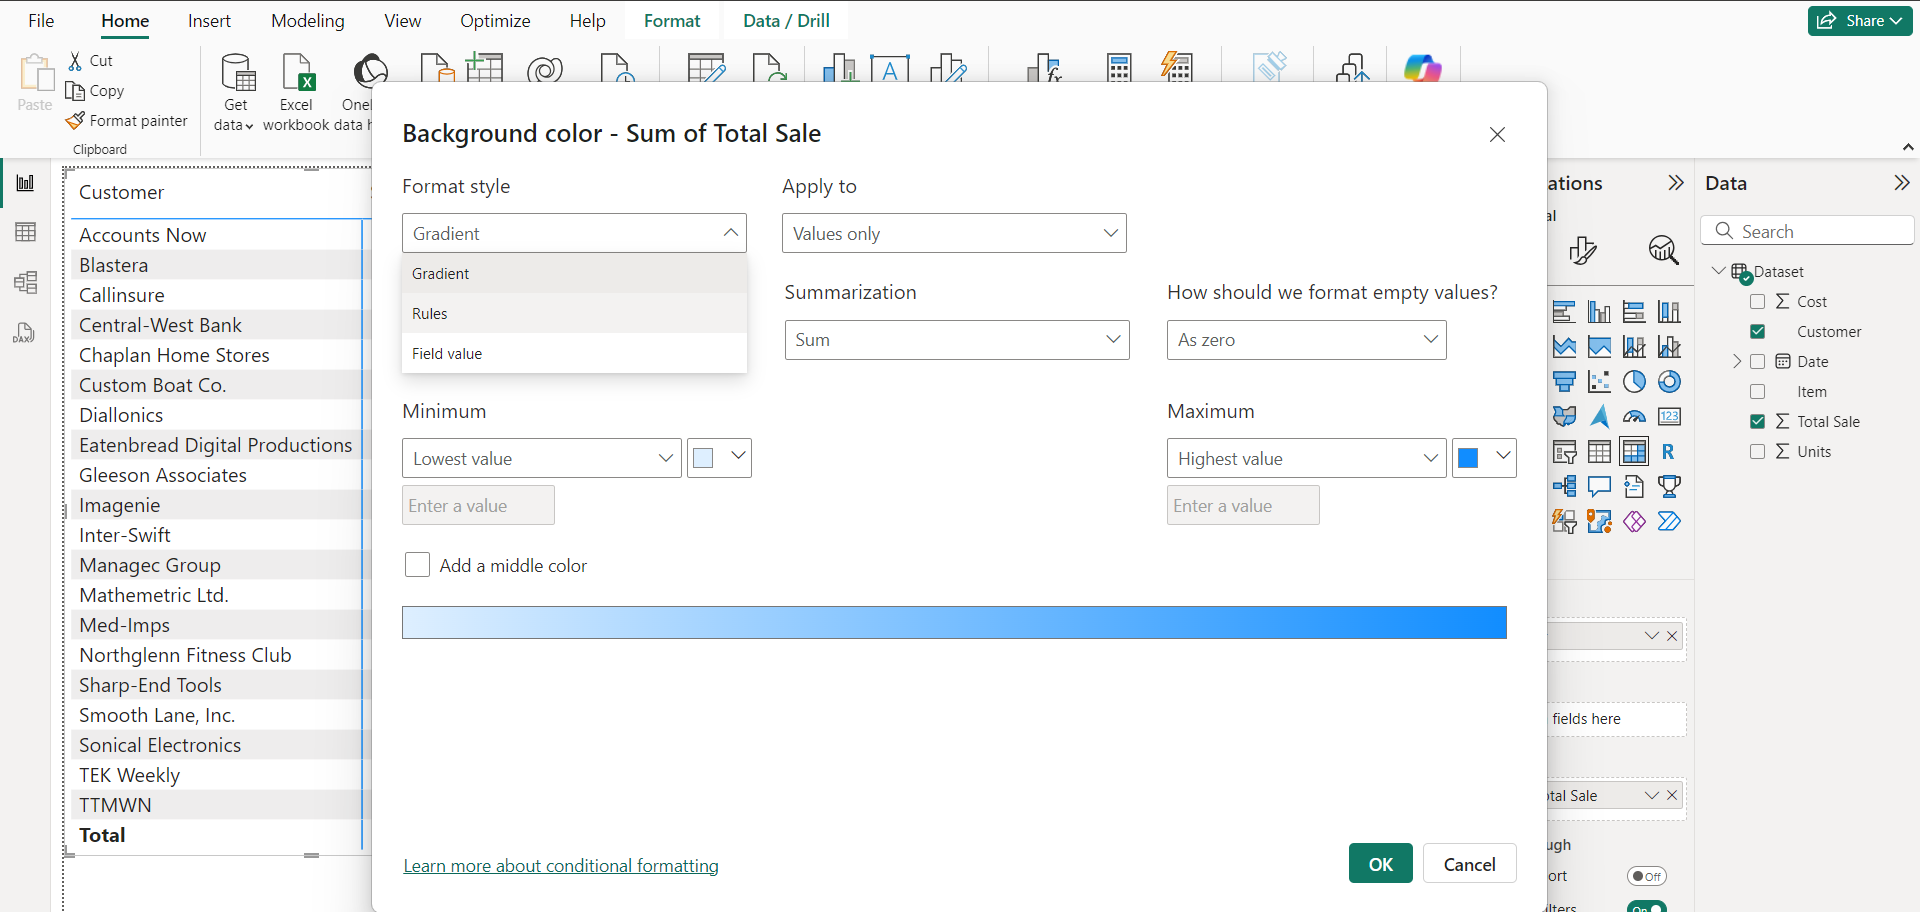 File Home Insert Modeling View Optimize Help Format Data / Drill Share
Paste
Cut
Copy
Format painter
Clipboard
Get data
Excel workbook
data
Customer
Accounts Now
Blastera
Callinsure
Central-West Bank
Chaplan Home Stores
Custom Boat Co.
Diallonics
Eatenbread Digital Productions
Gleeson Associates
Imagenie
Inter-Swift
Managec Group
Mathemetric Ltd.
Med-Imps
Northglenn Fitness Club
Sharp-End Tools
Smooth Lane, Inc.
Sonical Electronics
TEK Weekly
TTMWN
Total
Background color - Sum of Total Sale
Format style
Apply to
Gradient
Values only
Gradient
Rules
Field value
Summarization
How should we format empty values?
Sum
As zero
Minimum
Maximum
Lowest value
Highest value
Enter a value
Enter a value
Add a middle color
Learn more about conditional formatting
OK
Cancel
ations
al
123
R
fields here
otal Sale
ugh
ort
Off
On
Data
Search
Dataset
Cost
Customer
Date
Item
Total Sale
Units
DAX